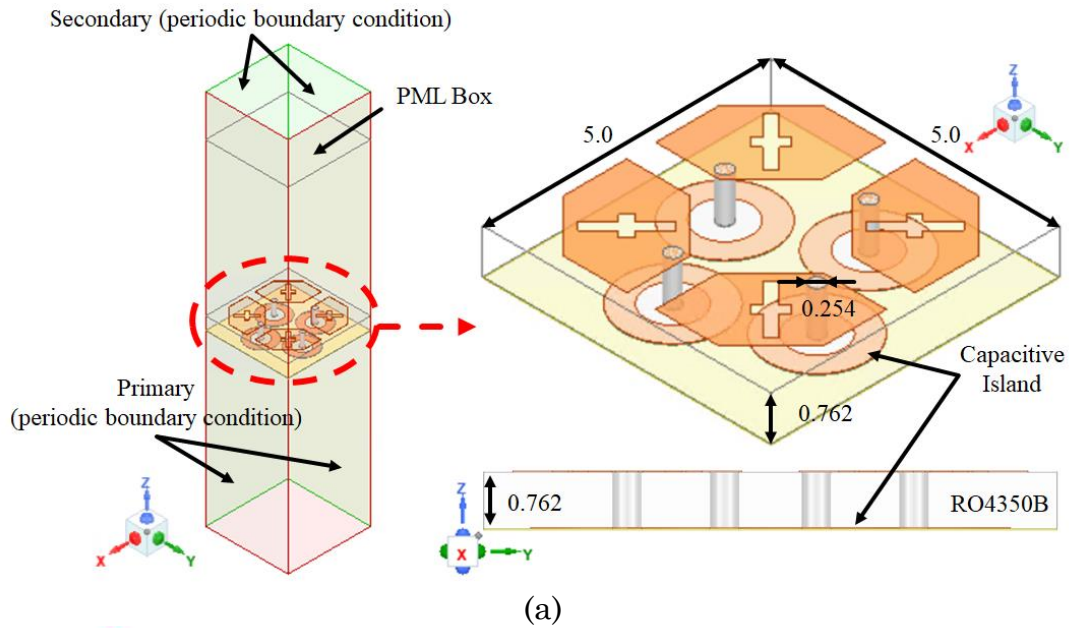 Secondary (periodic boundary condition)
PML Box
Primary
(periodic boundary condition)
Z
X
Y
5.0
5.0
Z
X
Y
0.254
0.762
Capacitive
Island
0.762
RO4350B
Z
X
Y
(a)